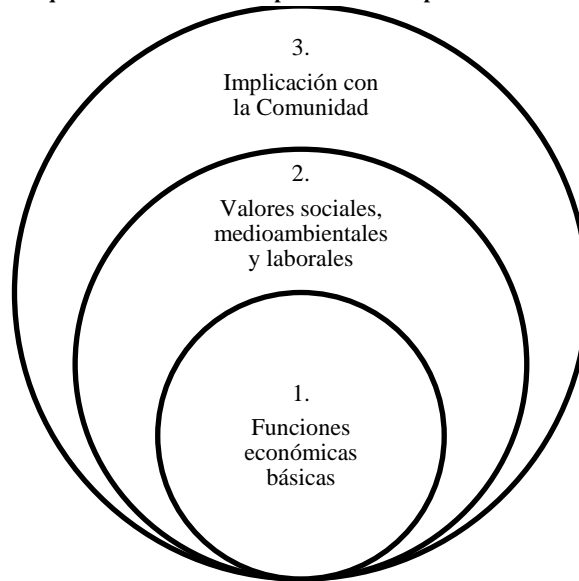 3.
Implicación con
la Comunidad
2.
Valores sociales,
medioambientales
y laborales
1.
Funciones
económicas
básicas